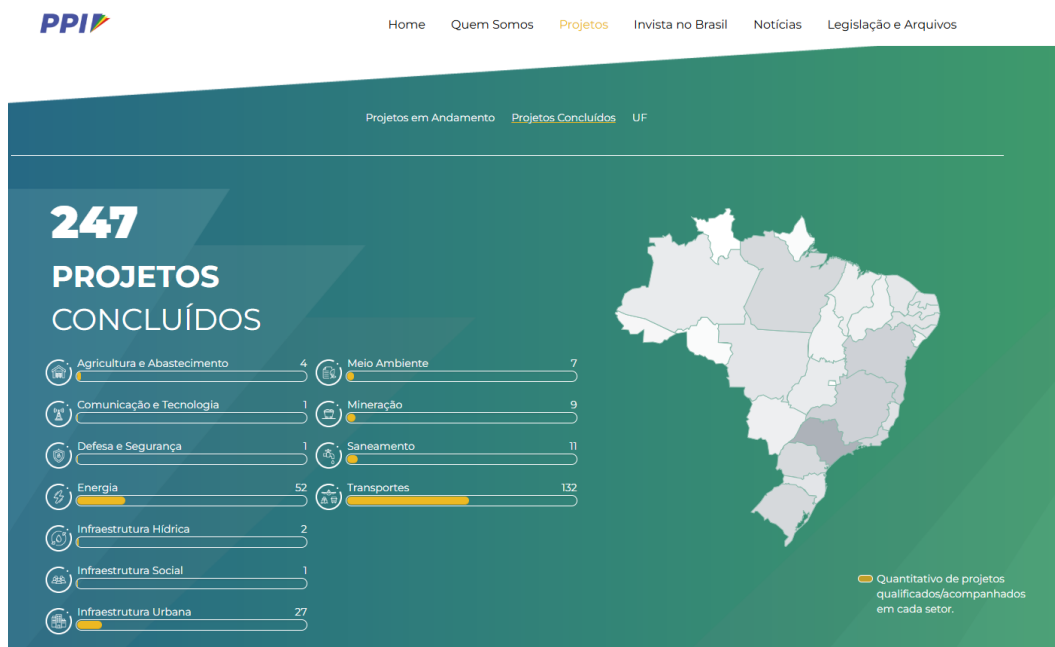 PPI
Home Quem Somos Projetos Invista no Brasil Notícias Legislação e Arquivos
Projetos em Andamento Projetos Concluídos UF
247
PROJETOS
CONCLUÍDOS
Agricultura e Abastecimento 4
Comunicação e Tecnologia 1
Defesa e Segurança 1
Energia 52
Infraestrutura Hídrica 2
Infraestrutura Social 1
Infraestrutura Urbana 27
Meio Ambiente 7
Mineração 9
Saneamento 11
Transportes 132
Quantitativo de projetos
qualificados/acompanhados
em cada setor.